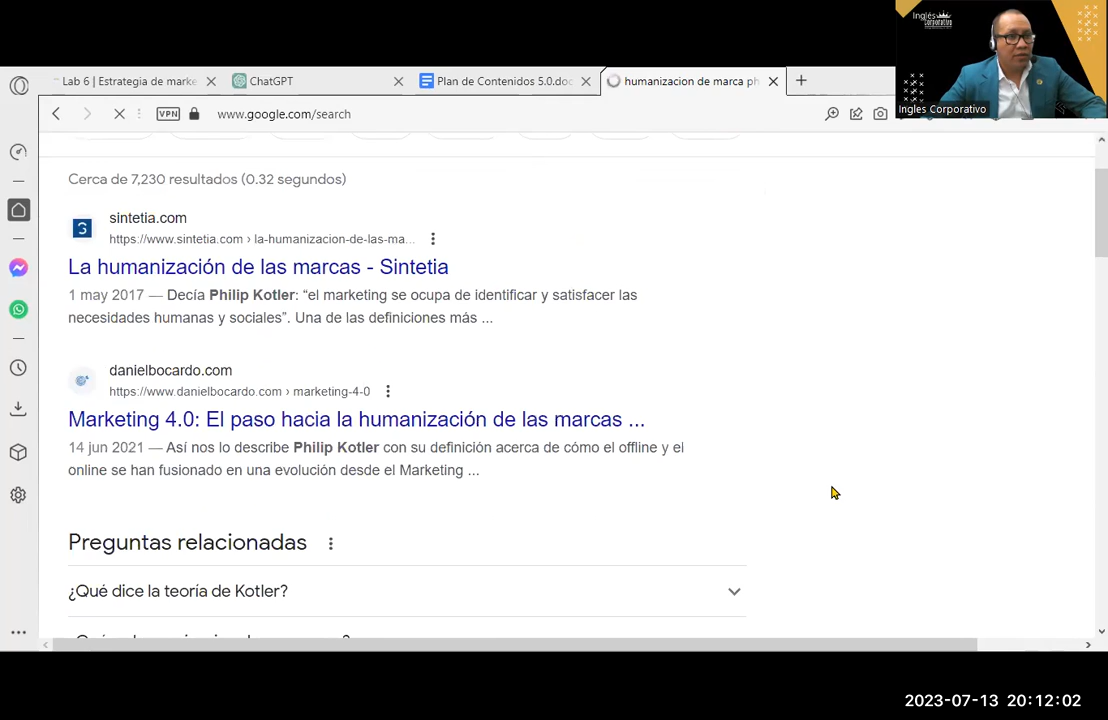 Inglés
Corporativo
Ingles Corporativo
Lab 6 | Estrategia de marke
ChatGPT
Plan de Contenidos 5.0.doc
humanizacion de marca ph
VPN
www.google.com/search
Cerca de 7,230 resultados (0.32 segundos)
sintetia.com
https://www.sintetia.com › la-humanizacion-de-las-ma...
La humanización de las marcas - Sintetia
1 may 2017 — Decía Philip Kotler: “el marketing se ocupa de identificar y satisfacer las
necesidades humanas y sociales”. Una de las definiciones más ...
danielbocardo.com
https://www.danielbocardo.com › marketing-4-0
Marketing 4.0: El paso hacia la humanización de las marcas ...
14 jun 2021 — Así nos lo describe Philip Kotler con su definición acerca de cómo el offline y el
online se han fusionado en una evolución desde el Marketing ...
Preguntas relacionadas
¿Qué dice la teoría de Kotler?
2023-07-13 20:12:02